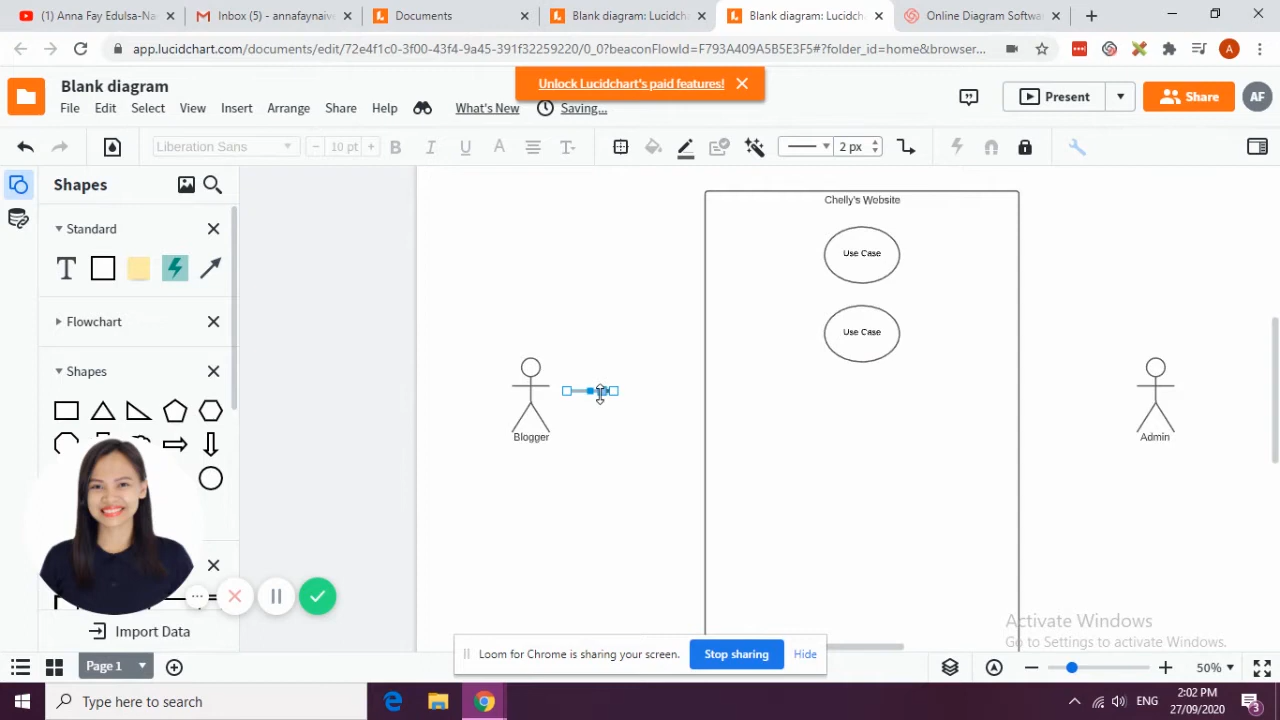 (1) Anna Fay Edulsa-Na
Inbox (5) - annafaynaiv
Documents
Blank diagram: Lucidch
Blank diagram: Lucidch
Online Diagram Softwa
app.lucidchart.com/documents/edit/72e4f1c0-3f00-43f4-9a45-391f32259220/0_0?beaconFlowId=F793A409A5B5E3F5#?folder_id=home&browser...
A
Blank diagram
Unlock Lucidchart's paid features!
File Edit Select View Insert Arrange Share Help What's New Saving...
Present
Share
AF
Liberation Sans
10 pt
B I U A T
2 px
Shapes
Standard
T
Flowchart
Shapes
Import Data
Chelly's Website
Use Case
Use Case
Blogger
Admin
Activate Windows
Go to Settings to activate Windows.
Loom for Chrome is sharing your screen.
Stop sharing
Hide
Page 1
50%
Type here to search
ENG
2:02 PM
27/09/2020
3